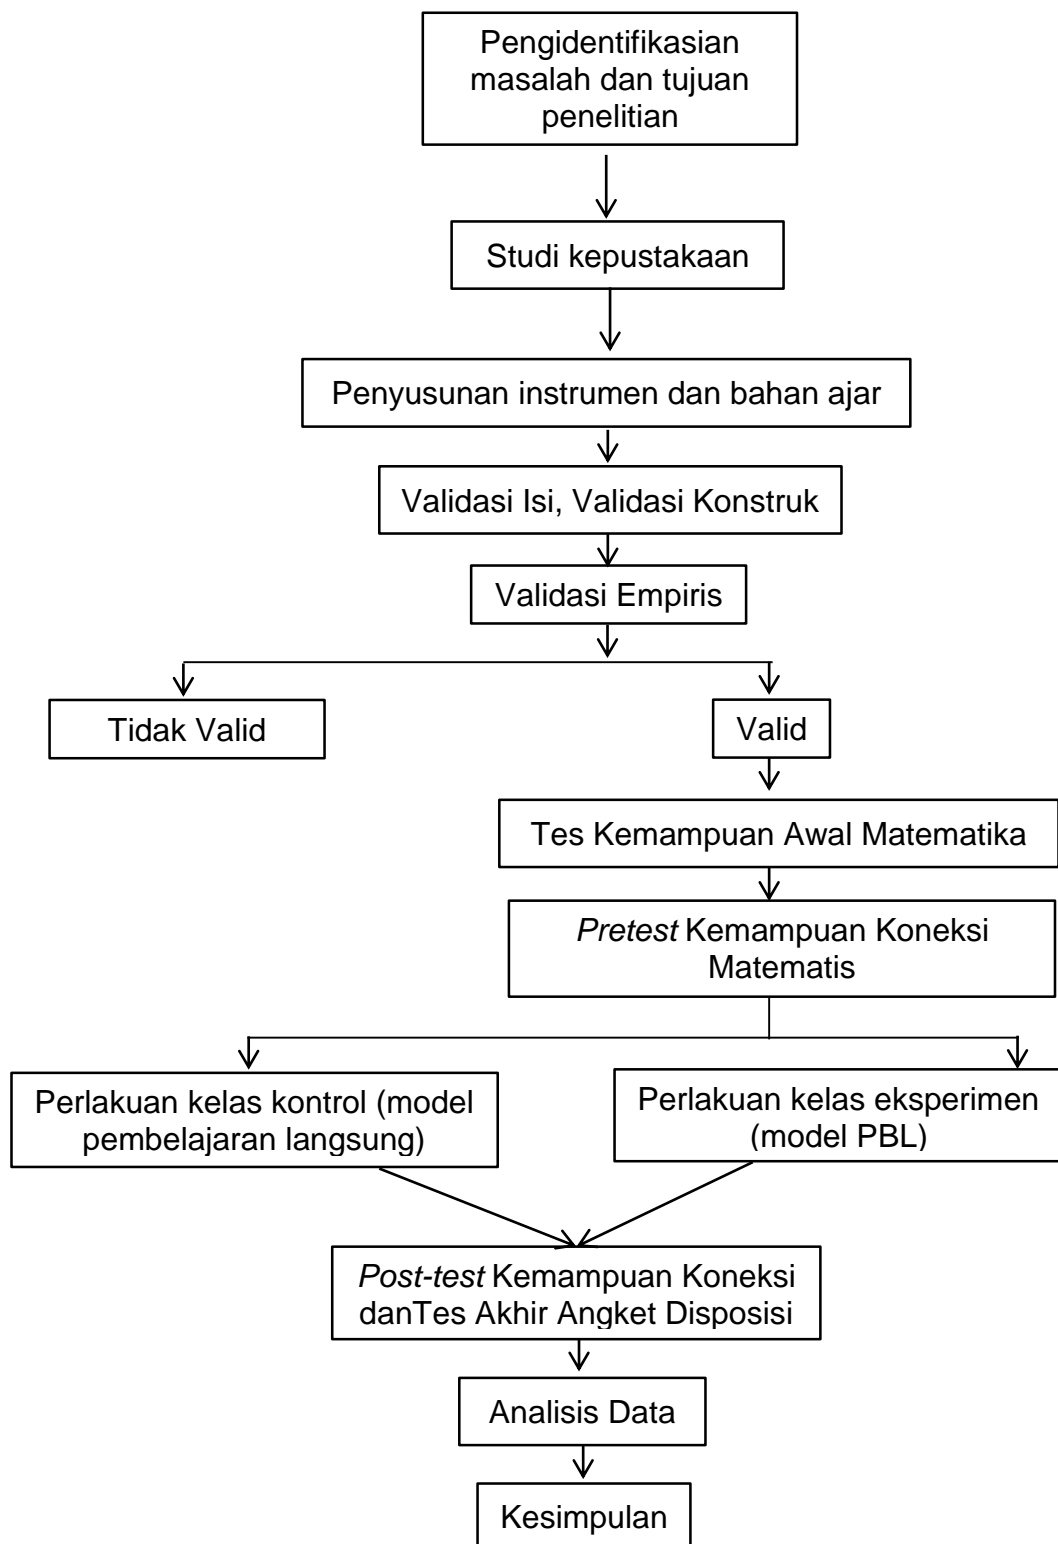 Pengidentifikasian
masalah dan tujuan
penelitian
Studi kepustakaan
Penyusunan instrumen dan bahan ajar
Validasi Isi, Validasi Konstruk
Validasi Empiris
Tidak Valid
Valid
Tes Kemampuan Awal Matematika
Pretest Kemampuan Koneksi
Matematis
Perlakuan kelas kontrol (model
pembelajaran langsung)
Perlakuan kelas eksperimen
(model PBL)
Post-test Kemampuan Koneksi
danTes Akhir Angket Disposisi
Analisis Data
Kesimpulan